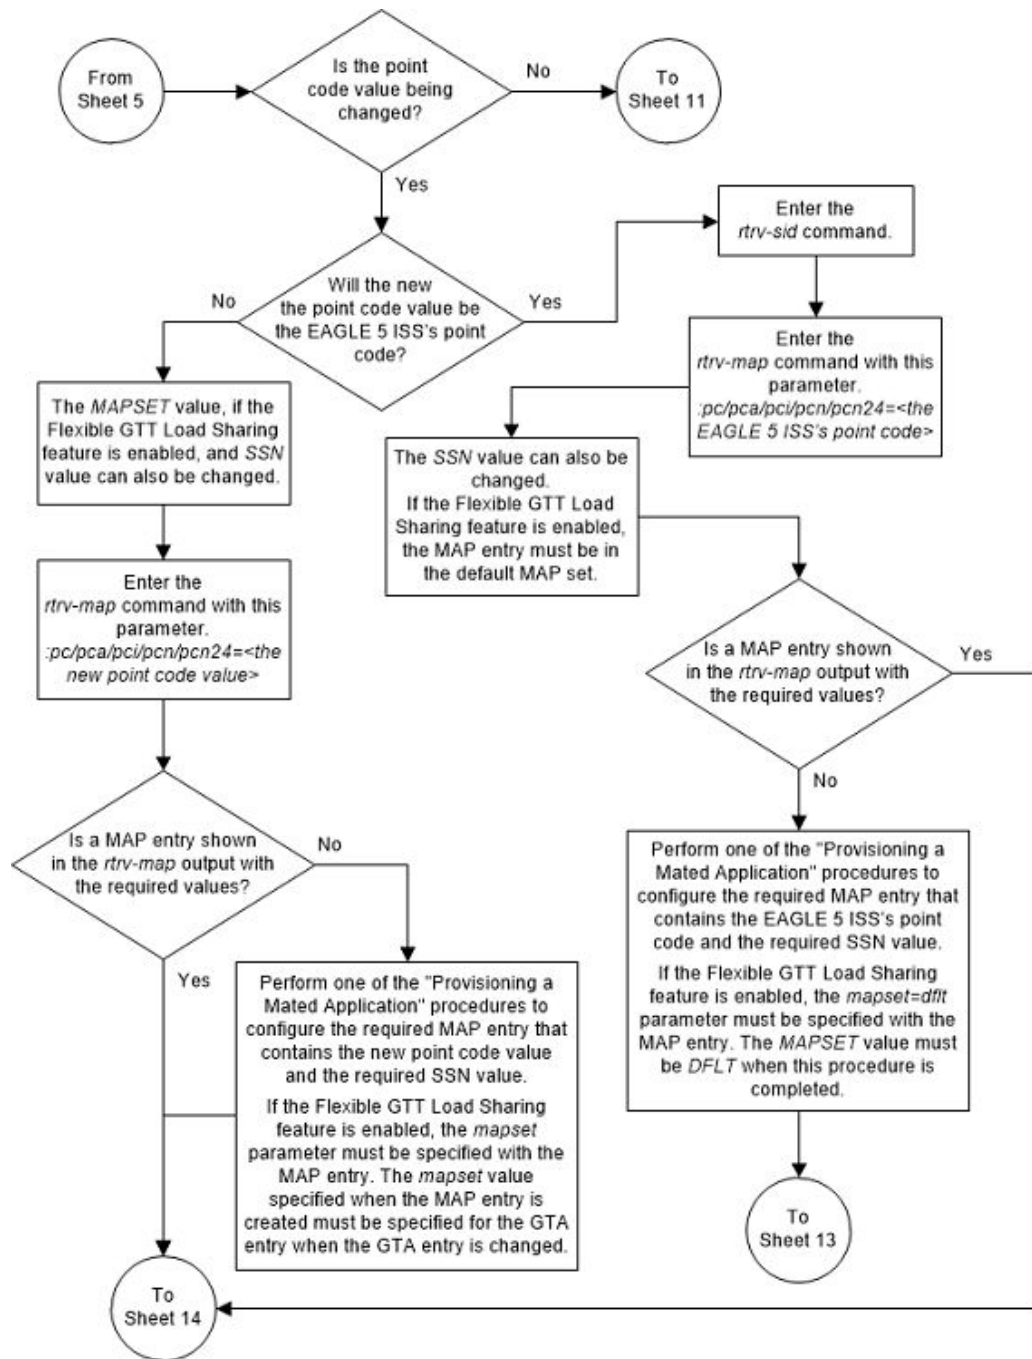 From
Sheet 5
Is the point
code value being
changed?
No
To
Sheet 11
Yes
Enter the
rtrv-sid command.
Will the new
the point code value be
the EAGLE 5 ISS's point
code?
No
Yes
Enter the
rtrv-map command with this
parameter.
:pc/pca/pci/pcn/pcn24=<the
EAGLE 5 ISS's point code>
The MAPSET value, if the
Flexible GTT Load Sharing
feature is enabled, and SSN
value can also be changed.
The SSN value can also be
changed.
If the Flexible GTT Load
Sharing feature is enabled,
the MAP entry must be in
the default MAP set.
Enter the
rtrv-map command with this
parameter.
:pc/pca/pci/pcn/pcn24=<the
new point code value>
Is a MAP entry shown
in the rtrv-map output with
the required values?
Yes
No
Is a MAP entry shown
in the rtrv-map output with
the required values?
No
Yes
Perform one of the "Provisioning a
Mated Application" procedures to
configure the required MAP entry that
contains the EAGLE 5 ISS's point
code and the required SSN value.
If the Flexible GTT Load Sharing
feature is enabled, the mapset=dflt
parameter must be specified with the
MAP entry. The MAPSET value must
be DFLT when this procedure is
completed.
Perform one of the "Provisioning a
Mated Application" procedures to
configure the required MAP entry that
contains the new point code value
and the required SSN value.
If the Flexible GTT Load Sharing
feature is enabled, the mapset
parameter must be specified with the
MAP entry. The mapset value
specified when the MAP entry is
created must be specified for the GTA
entry when the GTA entry is changed.
To
Sheet 13
To
Sheet 14